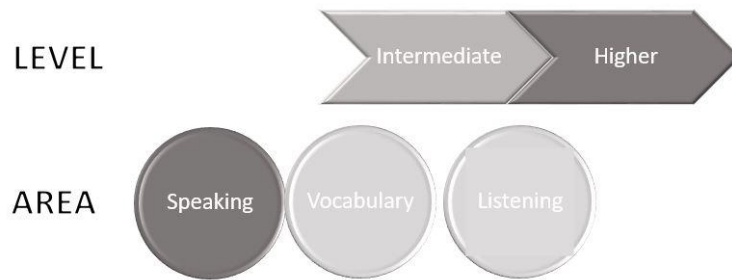 LEVEL
Intermediate Higher
AREA
Speaking Vocabulary Listening